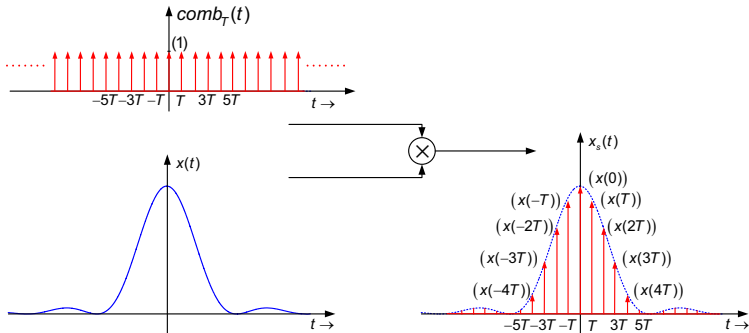 comb_T(t)
(1)
−5T −3T −T T 3T 5T t→
x(t)
t→
x_s(t)
(x(0))
(x(−T)) (x(T))
(x(−2T)) (x(2T))
(x(−3T)) (x(3T))
(x(−4T)) (x(4T))
−5T −3T −T T 3T 5T t→